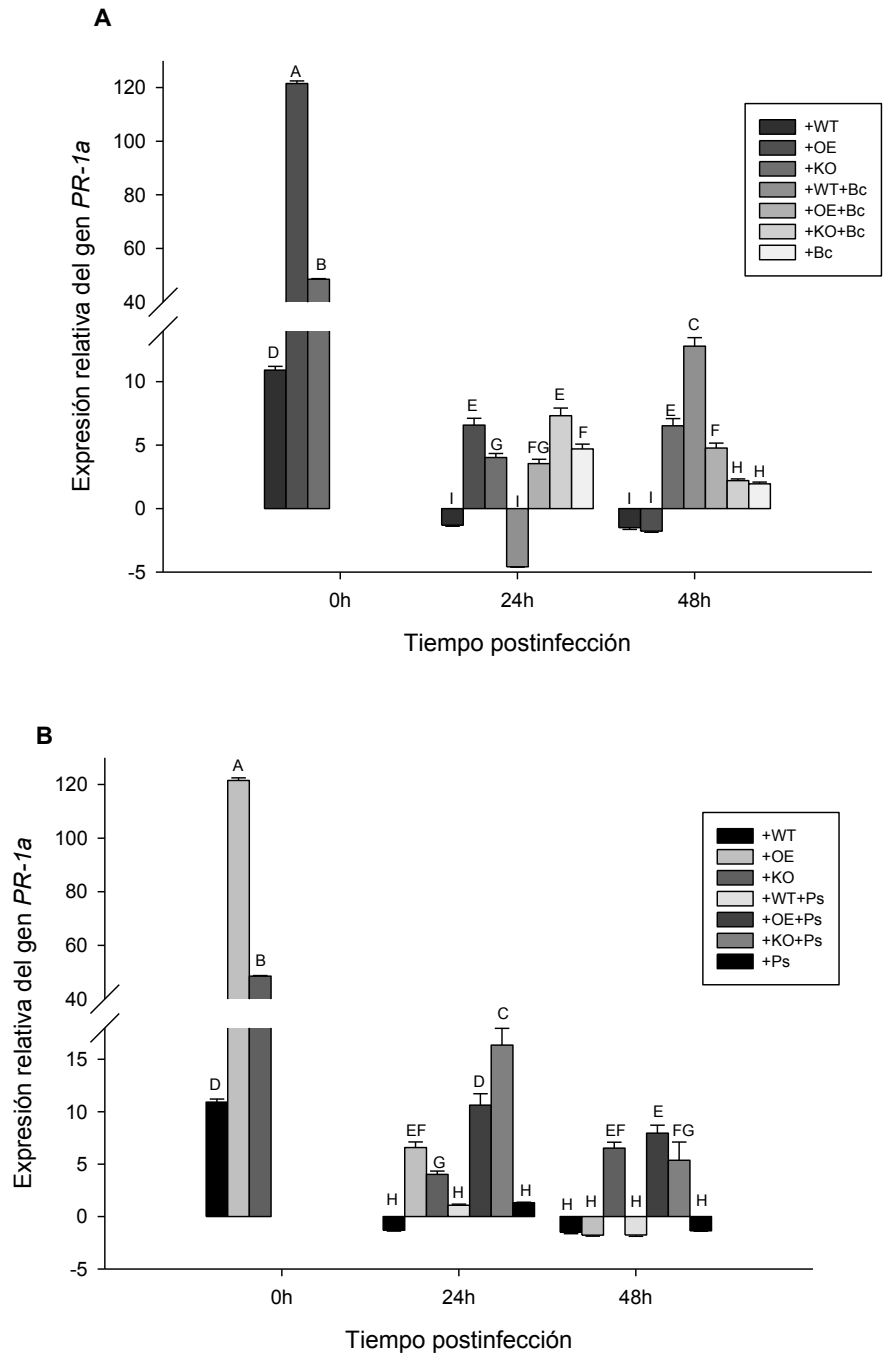 A
Expresión relativa del gen PR-1a
120
100
80
60
40
10
5
0
-5
A
B
D
E
G
FG
E
F
I
I
C
E
F
H
H
I
I
0h
24h
48h
Tiempo postinfección
+WT
+OE
+KO
+WT+Bc
+OE+Bc
+KO+Bc
+Bc
B
Expresión relativa del gen PR-1a
120
100
80
60
40
15
10
5
0
-5
A
B
D
H
EF
G
H
D
C
H
H
H
EF
H
E
FG
H
0h
24h
48h
Tiempo postinfección
+WT
+OE
+KO
+WT+Ps
+OE+Ps
+KO+Ps
+Ps